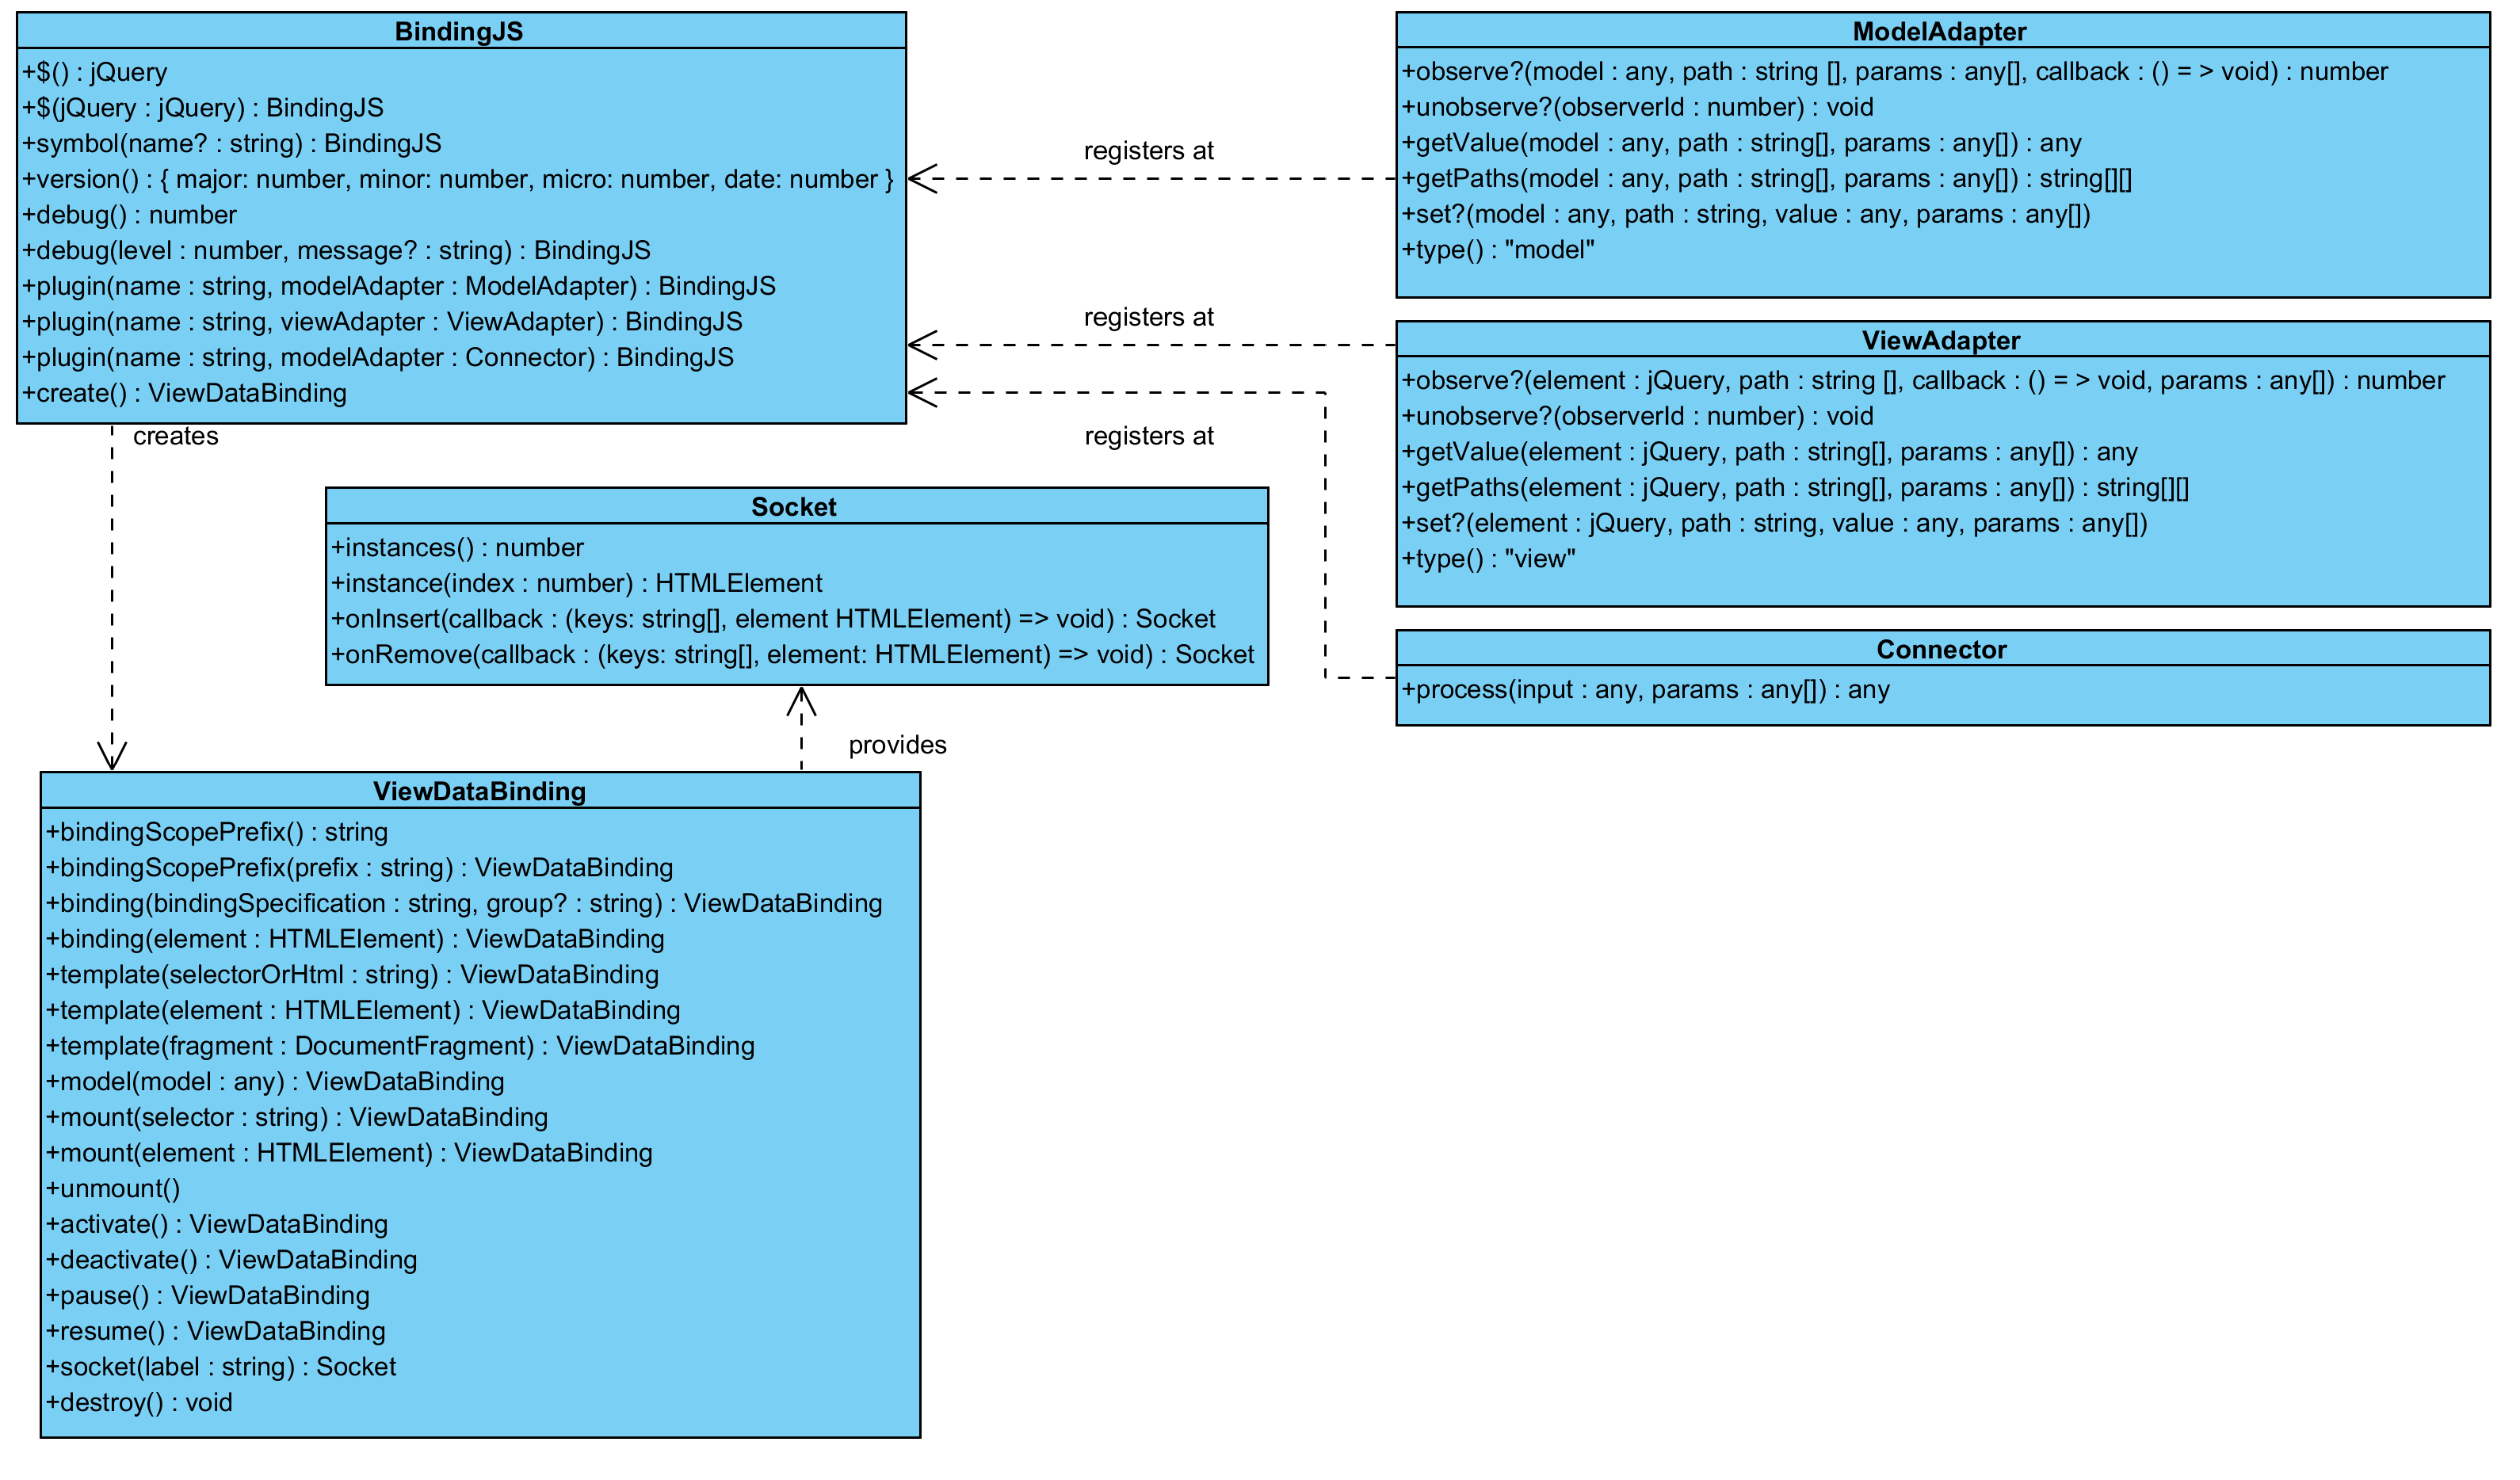 BindingJS
+$() : jQuery
+$(jQuery : jQuery) : BindingJS
+symbol(name? : string) : BindingJS
+version() : { major: number, minor: number, micro: number, date: number }
+debug() : number
+debug(level : number, message? : string) : BindingJS
+plugin(name : string, modelAdapter : ModelAdapter) : BindingJS
+plugin(name : string, viewAdapter : ViewAdapter) : BindingJS
+plugin(name : string, modelAdapter : Connector) : BindingJS
+create() : ViewDataBinding
registers at
registers at
registers at
creates
ModelAdapter
+observe?(model : any, path : string [], params : any[], callback : () = > void) : number
+unobserve?(observerId : number) : void
+getValue(model : any, path : string[], params : any[]) : any
+getPaths(model : any, path : string[], params : any[]) : string[][]
+set?(model : any, path : string, value : any, params : any[])
+type() : "model"
ViewAdapter
+observe?(element : jQuery, path : string [], callback : () = > void, params : any[]) : number
+unobserve?(observerId : number) : void
+getValue(element : jQuery, path : string[], params : any[]) : any
+getPaths(element : jQuery, path : string[], params : any[]) : string[][]
+set?(element : jQuery, path : string, value : any, params : any[])
+type() : "view"
Connector
+process(input : any, params : any[]) : any
Socket
+instances() : number
+instance(index : number) : HTMLElement
+onInsert(callback : (keys: string[], element HTMLElement) => void) : Socket
+onRemove(callback : (keys: string[], element: HTMLElement) => void) : Socket
provides
ViewDataBinding
+bindingScopePrefix() : string
+bindingScopePrefix(prefix : string) : ViewDataBinding
+binding(bindingSpecification : string, group? : string) : ViewDataBinding
+binding(element : HTMLElement) : ViewDataBinding
+template(selectorOrHtml : string) : ViewDataBinding
+template(element : HTMLElement) : ViewDataBinding
+template(fragment : DocumentFragment) : ViewDataBinding
+model(model : any) : ViewDataBinding
+mount(selector : string) : ViewDataBinding
+mount(element : HTMLElement) : ViewDataBinding
+unmount()
+activate() : ViewDataBinding
+deactivate() : ViewDataBinding
+pause() : ViewDataBinding
+resume() : ViewDataBinding
+socket(label : string) : Socket
+destroy() : void